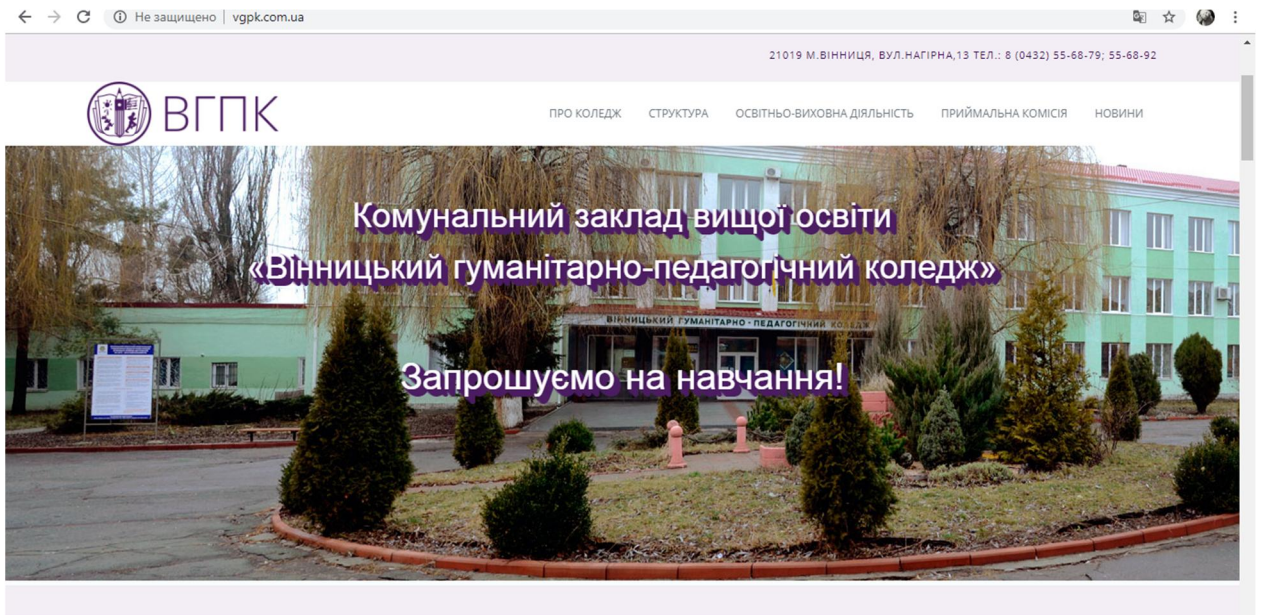 Не защищено | vgpk.com.ua
21019 М.ВІННИЦЯ, ВУЛ.НАГІРНА,13 ТЕЛ.: 8 (0432) 55-68-79; 55-68-92
ВГПК
ПРО КОЛЕДЖ СТРУКТУРА ОСВІТНЬО-ВИХОВНА ДІЯЛЬНІСТЬ ПРИЙМАЛЬНА КОМІСІЯ НОВИНИ
Комунальний заклад вищої освіти
«Вінницький гуманітарно-педагогічний коледж»
ВІННИЦЬКИЙ ГУМАНІТАРНО - ПЕДАГОГІЧНИЙ КОЛЕДЖ
Запрошуємо на навчання!